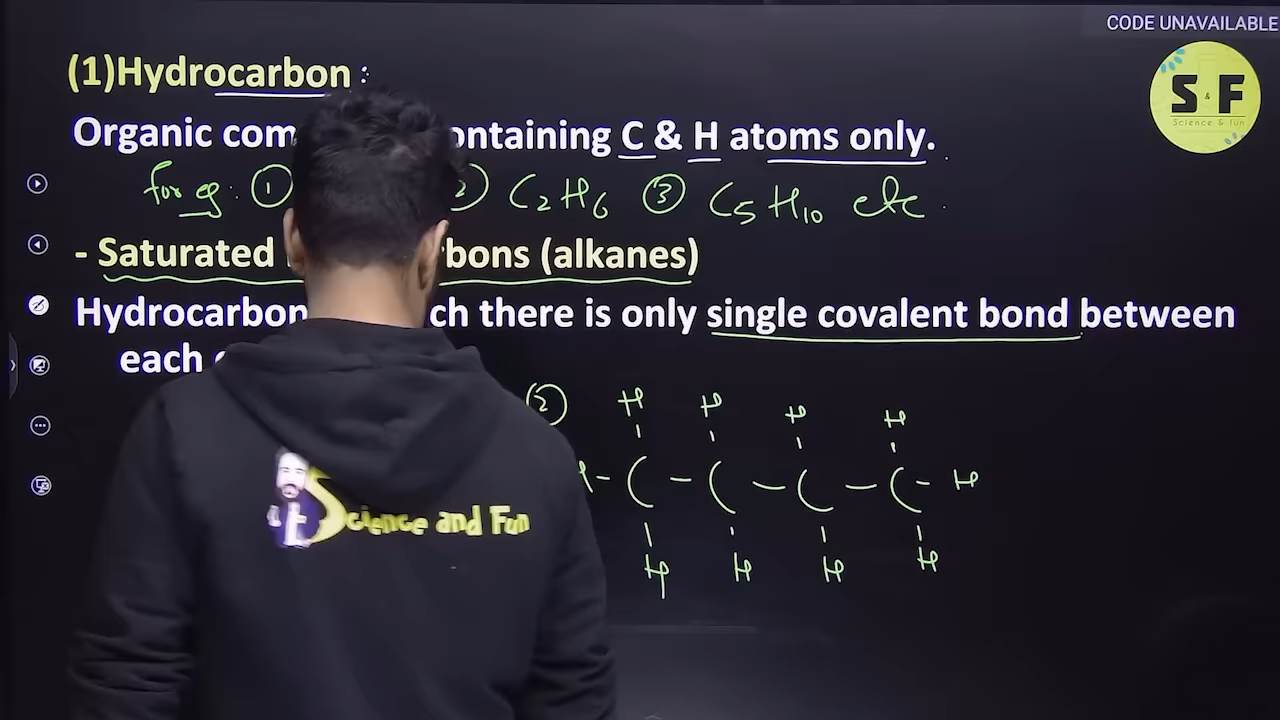 CODE UNAVAILABLE
S & F
Science & fun
(1)Hydrocarbon :
Organic com ontaining C & H atoms only.
for eg: ① ② C2H6 ③ C5H10 etc.
- Saturated bons (alkanes)
Hydrocarbon ch there is only single covalent bond between
each
②
H H H H
C - C - C - C - H
H H H H
Science and Fun